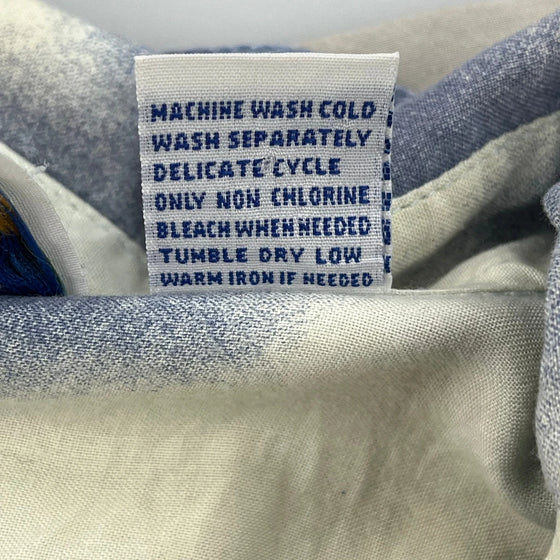 MACHINE WASH COLD
WASH SEPARATELY
DELICATE CYCLE
ONLY NON CHLORINE
BLEACH WHEN NEEDED
TUMBLE DRY LOW
WARM IRON IF NEEDED